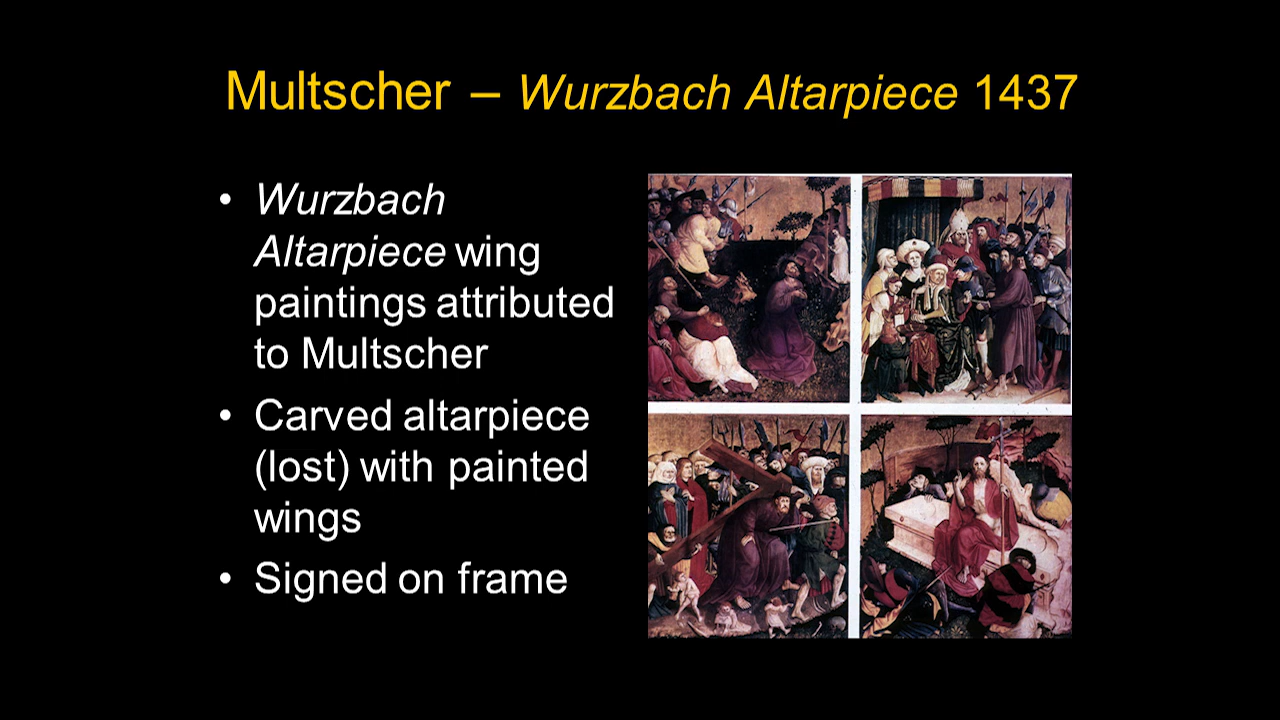 Multscher – Wurzbach Altarpiece 1437
• Wurzbach
Altarpiece wing
paintings attributed
to Multscher
• Carved altarpiece
(lost) with painted
wings
• Signed on frame